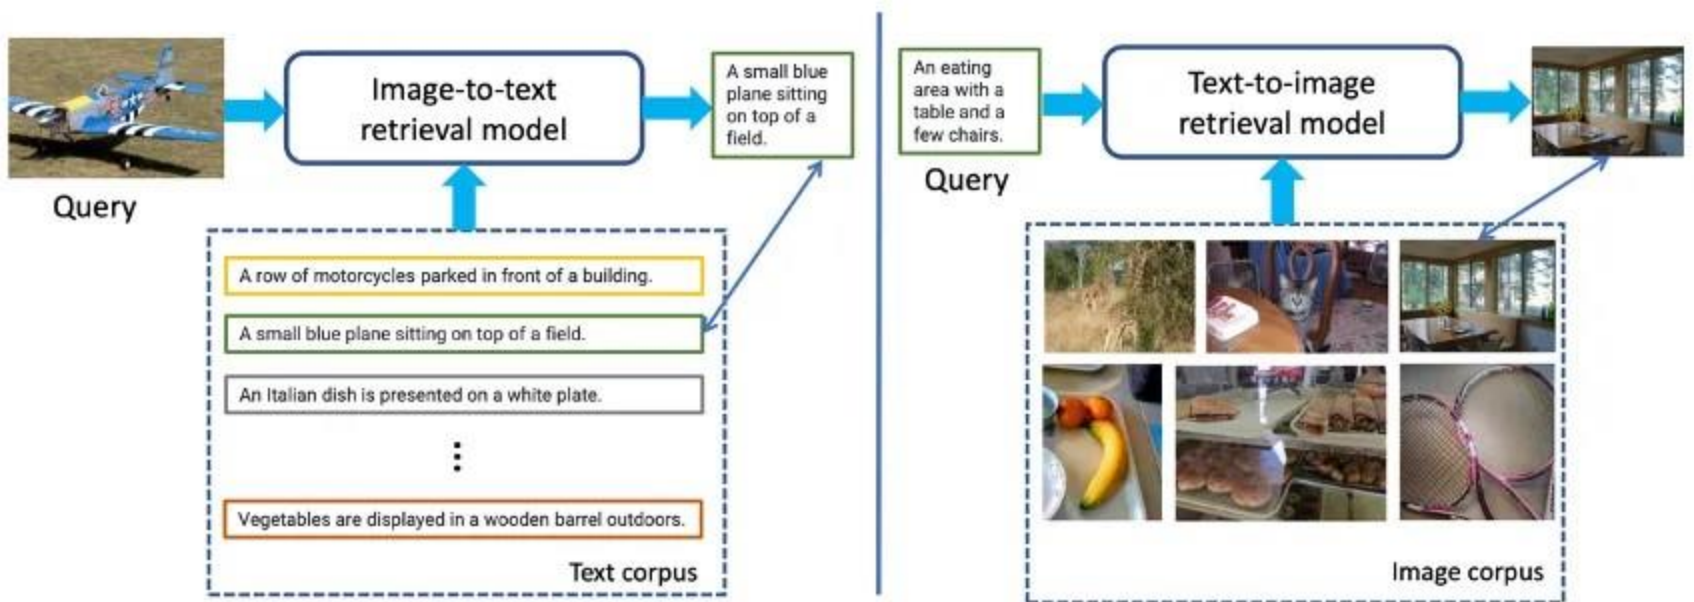 Image-to-text
retrieval model
A small blue
plane sitting
on top of a
field.
Query
A row of motorcycles parked in front of a building.
A small blue plane sitting on top of a field.
An Italian dish is presented on a white plate.
Vegetables are displayed in a wooden barrel outdoors.
Text corpus
An eating
area with a
table and a
few chairs.
Text-to-image
retrieval model
Query
Image corpus